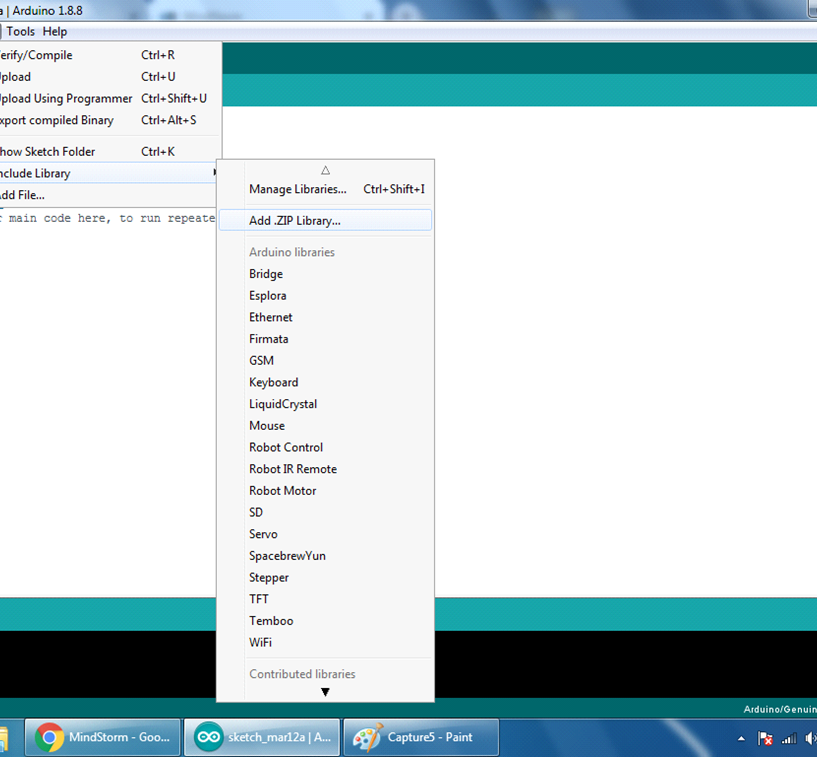 a | Arduino 1.8.8
Tools Help
erify/Compile Ctrl+R
pload Ctrl+U
pload Using Programmer Ctrl+Shift+U
xport compiled Binary Ctrl+Alt+S
how Sketch Folder Ctrl+K
nclude Library
dd File...
main code here, to run repeate
Manage Libraries... Ctrl+Shift+I
Add .ZIP Library...
Arduino libraries
Bridge
Esplora
Ethernet
Firmata
GSM
Keyboard
LiquidCrystal
Mouse
Robot Control
Robot IR Remote
Robot Motor
SD
Servo
SpacebrewYun
Stepper
TFT
Temboo
WiFi
Contributed libraries
Arduino/Genuin
MindStorm - Goo... sketch_mar12a | A... Capture5 - Paint